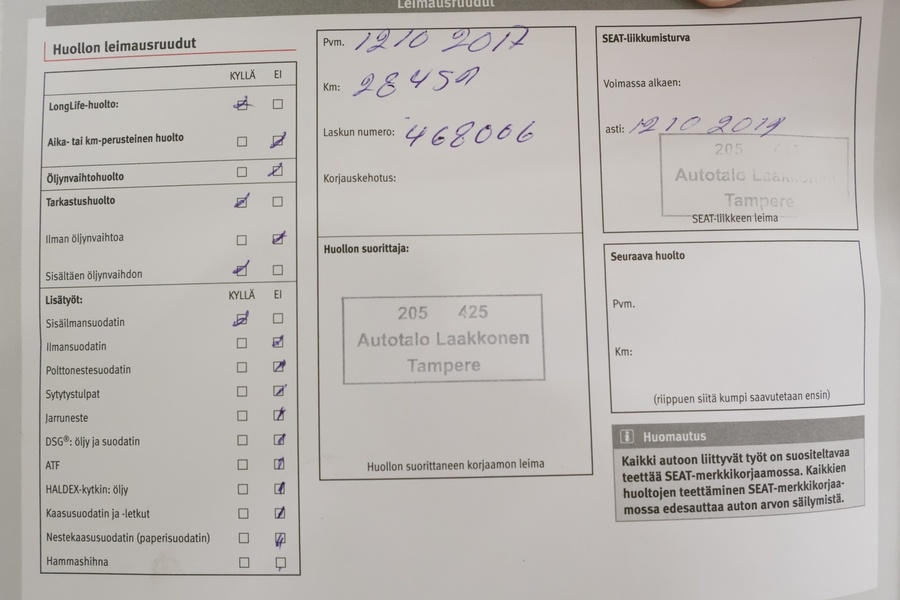 Leimausruudut
Huollon leimausruudut
KYLLÄ EI
LongLife-huolto:
Aika- tai km-perusteinen huolto
Öljynvaihtohuolto
Tarkastushuolto
Ilman öljynvaihtoa
Sisältäen öljynvaihdon
Lisätyöt: KYLLÄ EI
Sisäilmansuodatin
Ilmansuodatin
Polttonestesuodatin
Sytytystulpat
Jarruneste
DSG®: öljy ja suodatin
ATF
HALDEX-kytkin: öljy
Kaasusuodatin ja -letkut
Nestekaasusuodatin (paperisuodatin)
Hammashihna
Pvm. 12 10 2017
Km: 28459
Laskun numero: 468006
Korjauskehotus:
Huollon suorittaja:
205 425
Autotalo Laakkonen
Tampere
Huollon suorittaneen korjaamon leima
SEAT-liikkumisturva
Voimassa alkaen:
asti: 12 10 2019
205
Autotalo
Tampere
SEAT-liikkeen leima
Seuraava huolto
Pvm.
Km:
(riippuen siitä kumpi saavutetaan ensin)
i Huomautus
Kaikki autoon liittyvät työt on suositeltavaa
teettää SEAT-merkkikorjaamossa. Kaikkien
huoltojen teettäminen SEAT-merkkikorjaa-
mossa edesauttaa auton arvon säilymistä.